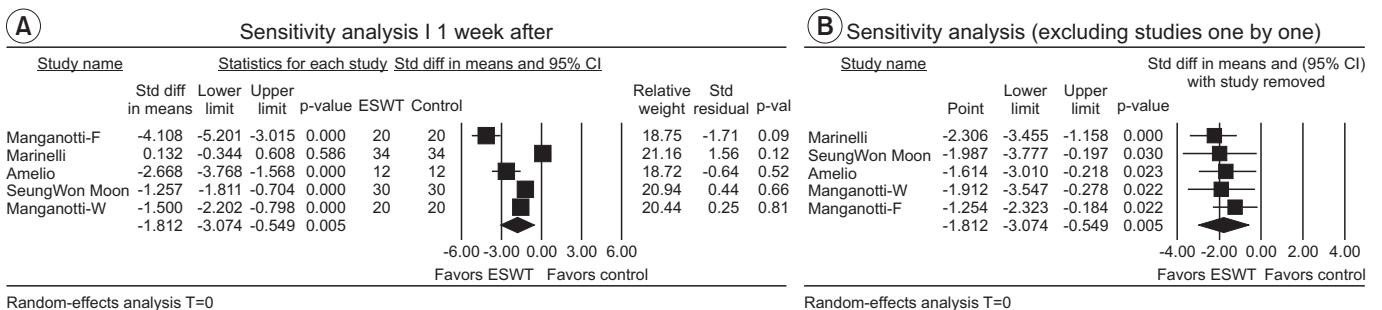 A
Sensitivity analysis I 1 week after
Study name Statistics for each study Std diff in means and 95% CI
Std diff Lower Upper Relative Std
in means limit limit p-value ESWT Control weight residual p-val
Manganotti-F -4.108 -5.201 -3.015 0.000 20 20 18.75 -1.71 0.09
Marinelli 0.132 -0.344 0.608 0.586 34 34 21.16 1.56 0.12
Amelio -2.668 -3.768 -1.568 0.000 12 12 18.72 -0.64 0.52
SeungWon Moon -1.257 -1.811 -0.704 0.000 30 30 20.94 0.44 0.66
Manganotti-W -1.500 -2.202 -0.798 0.000 20 20 20.44 0.25 0.81
-1.812 -3.074 -0.549 0.005
-6.00 -3.00 0.00 3.00 6.00
Favors ESWT Favors control
Random-effects analysis T=0
B
Sensitivity analysis (excluding studies one by one)
Study name Std diff in means and (95% CI)
with study removed
Lower Upper
Point limit limit p-value
Marinelli -2.306 -3.455 -1.158 0.000
SeungWon Moon -1.987 -3.777 -0.197 0.030
Amelio -1.614 -3.010 -0.218 0.023
Manganotti-W -1.912 -3.547 -0.278 0.022
Manganotti-F -1.254 -2.323 -0.184 0.022
-1.812 -3.074 -0.549 0.005
-4.00 -2.00 0.00 2.00 4.00
Favors ESWT Favors control
Random-effects analysis T=0